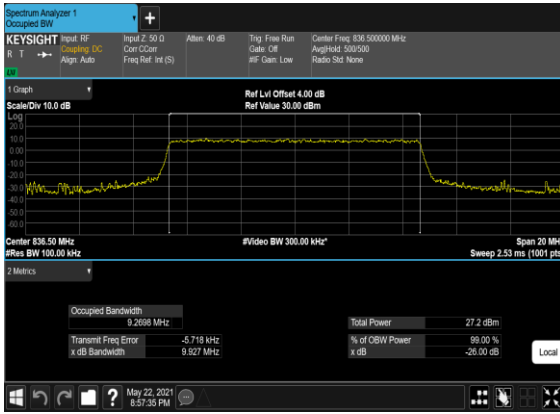 Spectrum Analyzer 1
Occupied BW
+
KEYSIGHT Input: RF Input Z: 50 Ω Atten: 40 dB Trig: Free Run Center Freq: 836.500000 MHz
R T Coupling: DC Corr CCorr Gate: Off Avg|Hold: 500/500
Align: Auto Freq Ref: Int (S) #IF Gain: Low Radio Std: None
LW
1 Graph
Ref Lvl Offset 4.00 dB
Scale/Div 10.0 dB Ref Value 30.00 dBm
Log
20.0
10.0
0.00
-10.0
-20.0
-30.0
-40.0
-50.0
-60.0
Center 836.50 MHz #Video BW 300.00 kHz* Span 20 MH
#Res BW 100.00 kHz Sweep 2.53 ms (1001 pts
2 Metrics
Occupied Bandwidth
9.2698 MHz Total Power 27.2 dBm
Transmit Freq Error -5.718 kHz % of OBW Power 99.00 %
x dB Bandwidth 9.927 MHz x dB -26.00 dB
Local
? May 22, 2021
8:57:35 PM